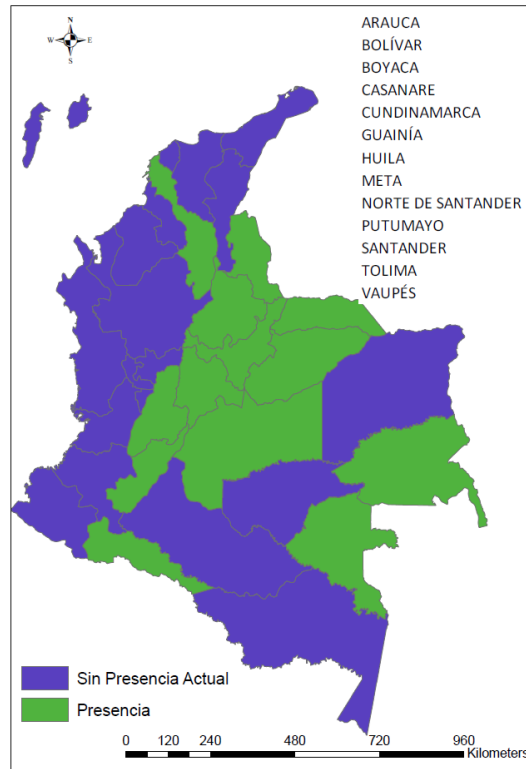 N
W E
S
ARAUCA
BOLÍVAR
BOYACA
CASANARE
CUNDINAMARCA
GUAINÍA
HUILA
META
NORTE DE SANTANDER
PUTUMAYO
SANTANDER
TOLIMA
VAUPÉS
Sin Presencia Actual
Presencia
0 120 240 480 720 960
Kilometers